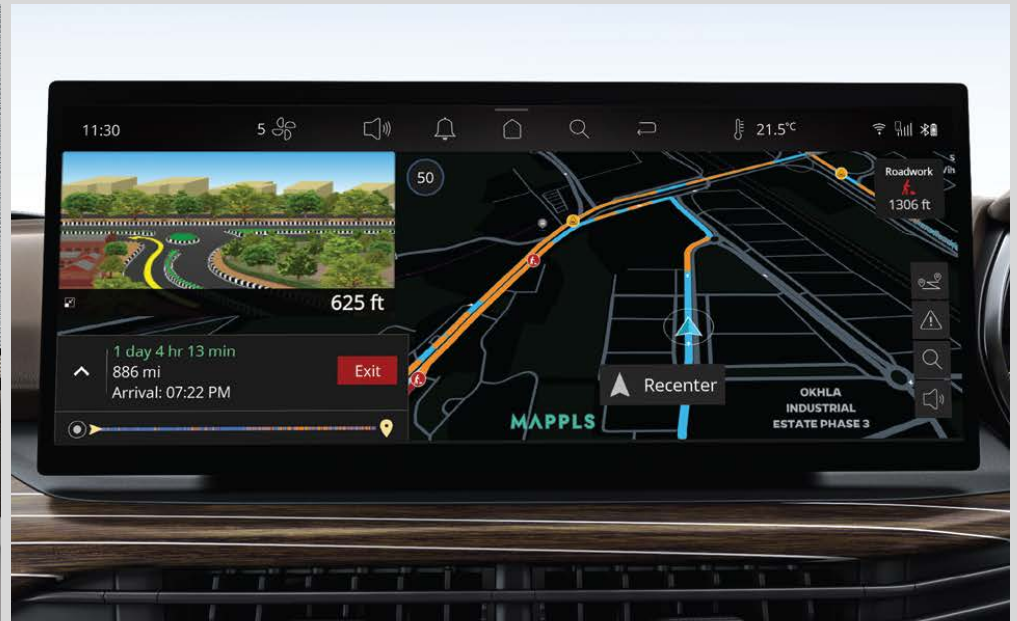 11:30
5
21.5°C
50
Roadwork
1306 ft
625 ft
1 day 4 hr 13 min
886 mi
Arrival: 07:22 PM
Exit
Recenter
MAPPLS
OKHLA
INDUSTRIAL
ESTATE PHASE 3